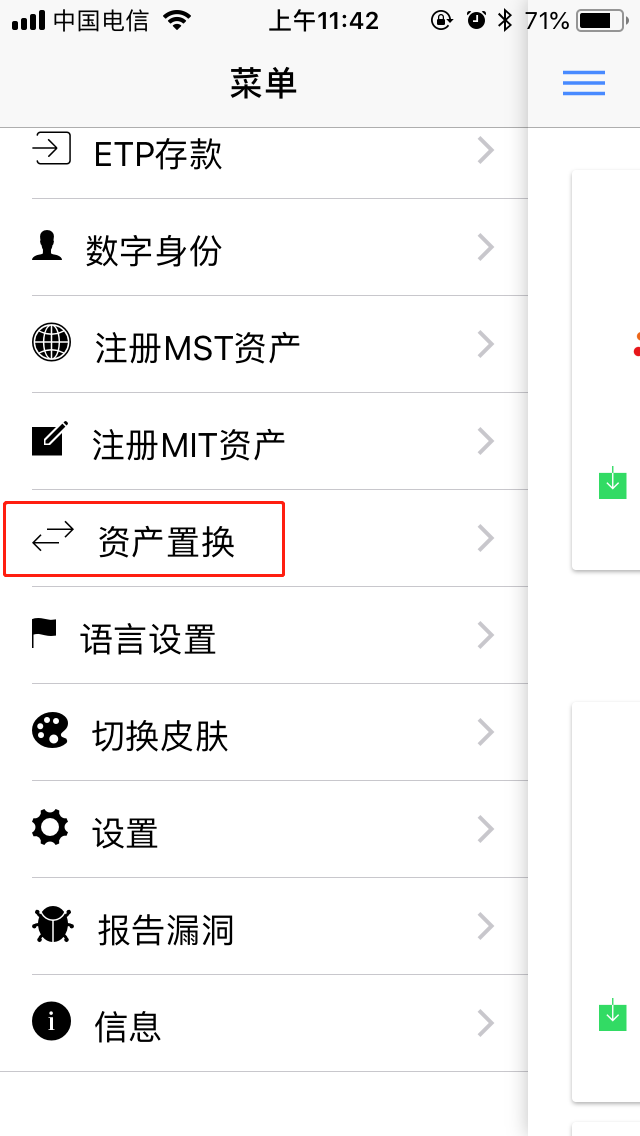 中国电信 上午11:42 71%
菜单
ETP存款
数字身份
注册MST资产
注册MIT资产
资产置换
语言设置
切换皮肤
设置
报告漏洞
信息